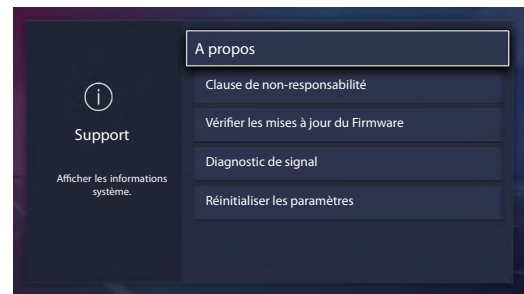 Support
Afficher les informations
système.
A propos
Clause de non-responsabilité
Vérifier les mises à jour du Firmware
Diagnostic de signal
Réinitialiser les paramètres